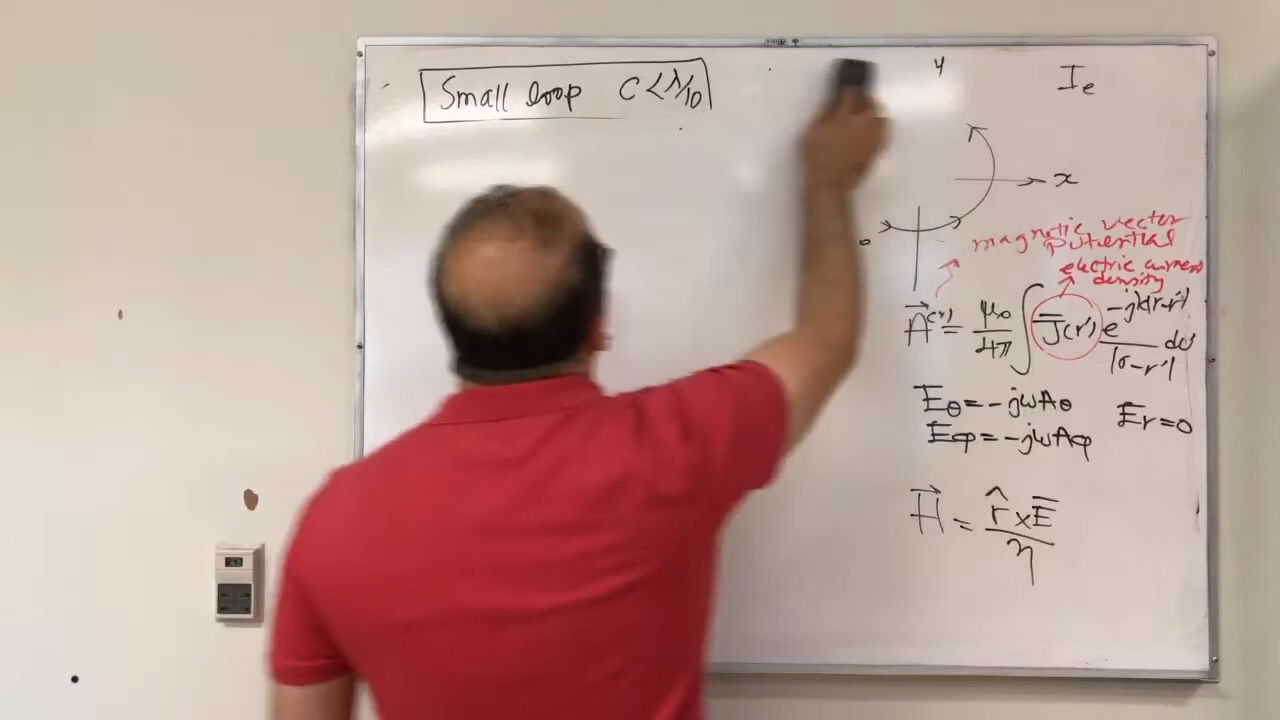 Small loop C < λ/10
y
I_e
x
magnetic vector
potential
electric current
density
A⃗(r) = μ₀/4π ∫ J̅(r') e^(-jk|r-r'|)/|r-r'| dv'
E_θ = -jωA_θ
E_φ = -jωA_φ
E_r = 0
H⃗ = r̂ × E̅ / η